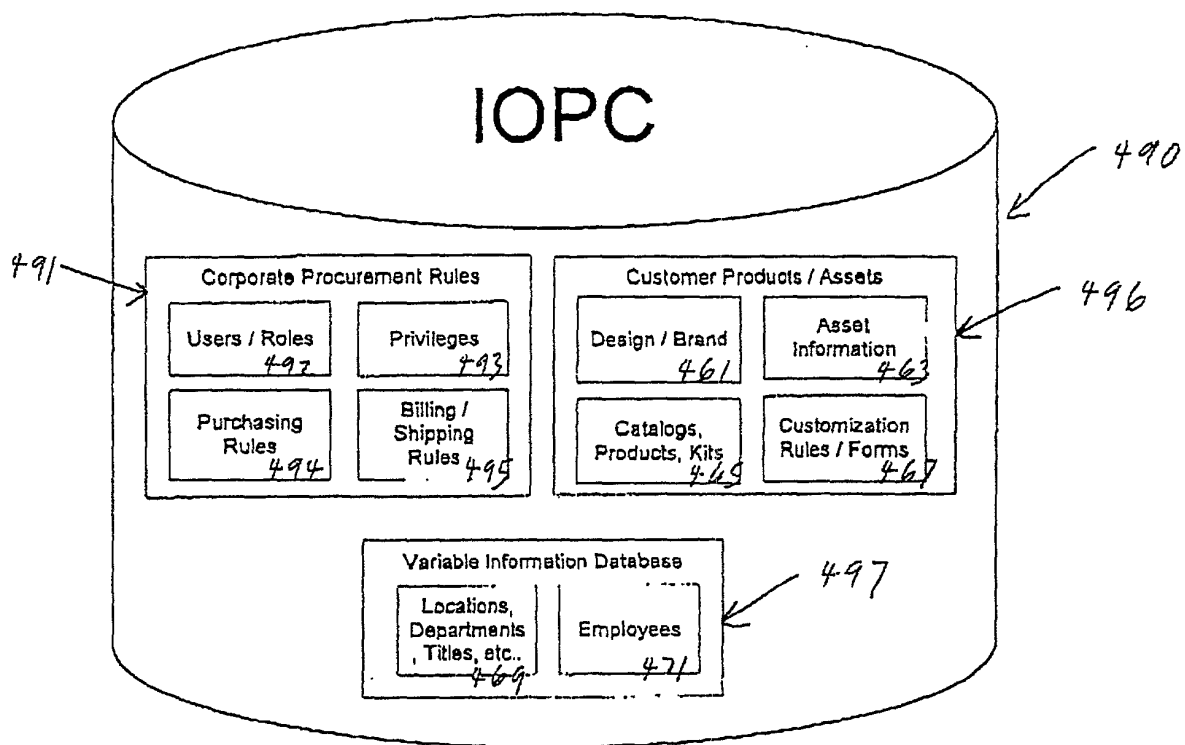 IOPC
490
491
Corporate Procurement Rules
Customer Products / Assets
496
Users / Roles
492
Privileges
493
Design / Brand
461
Asset
Information
463
Purchasing
Rules
494
Billing /
Shipping
Rules
495
Catalogs,
Products, Kits
465
Customization
Rules / Forms
467
Variable Information Database
497
Locations,
Departments
, Titles, etc..
469
Employees
471